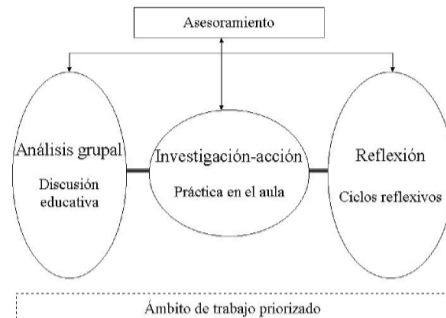 Asesoramiento
Análisis grupal
Discusión
educativa
Investigación-acción
Práctica en el aula
Reflexión
Ciclos reflexivos
Ámbito de trabajo priorizado